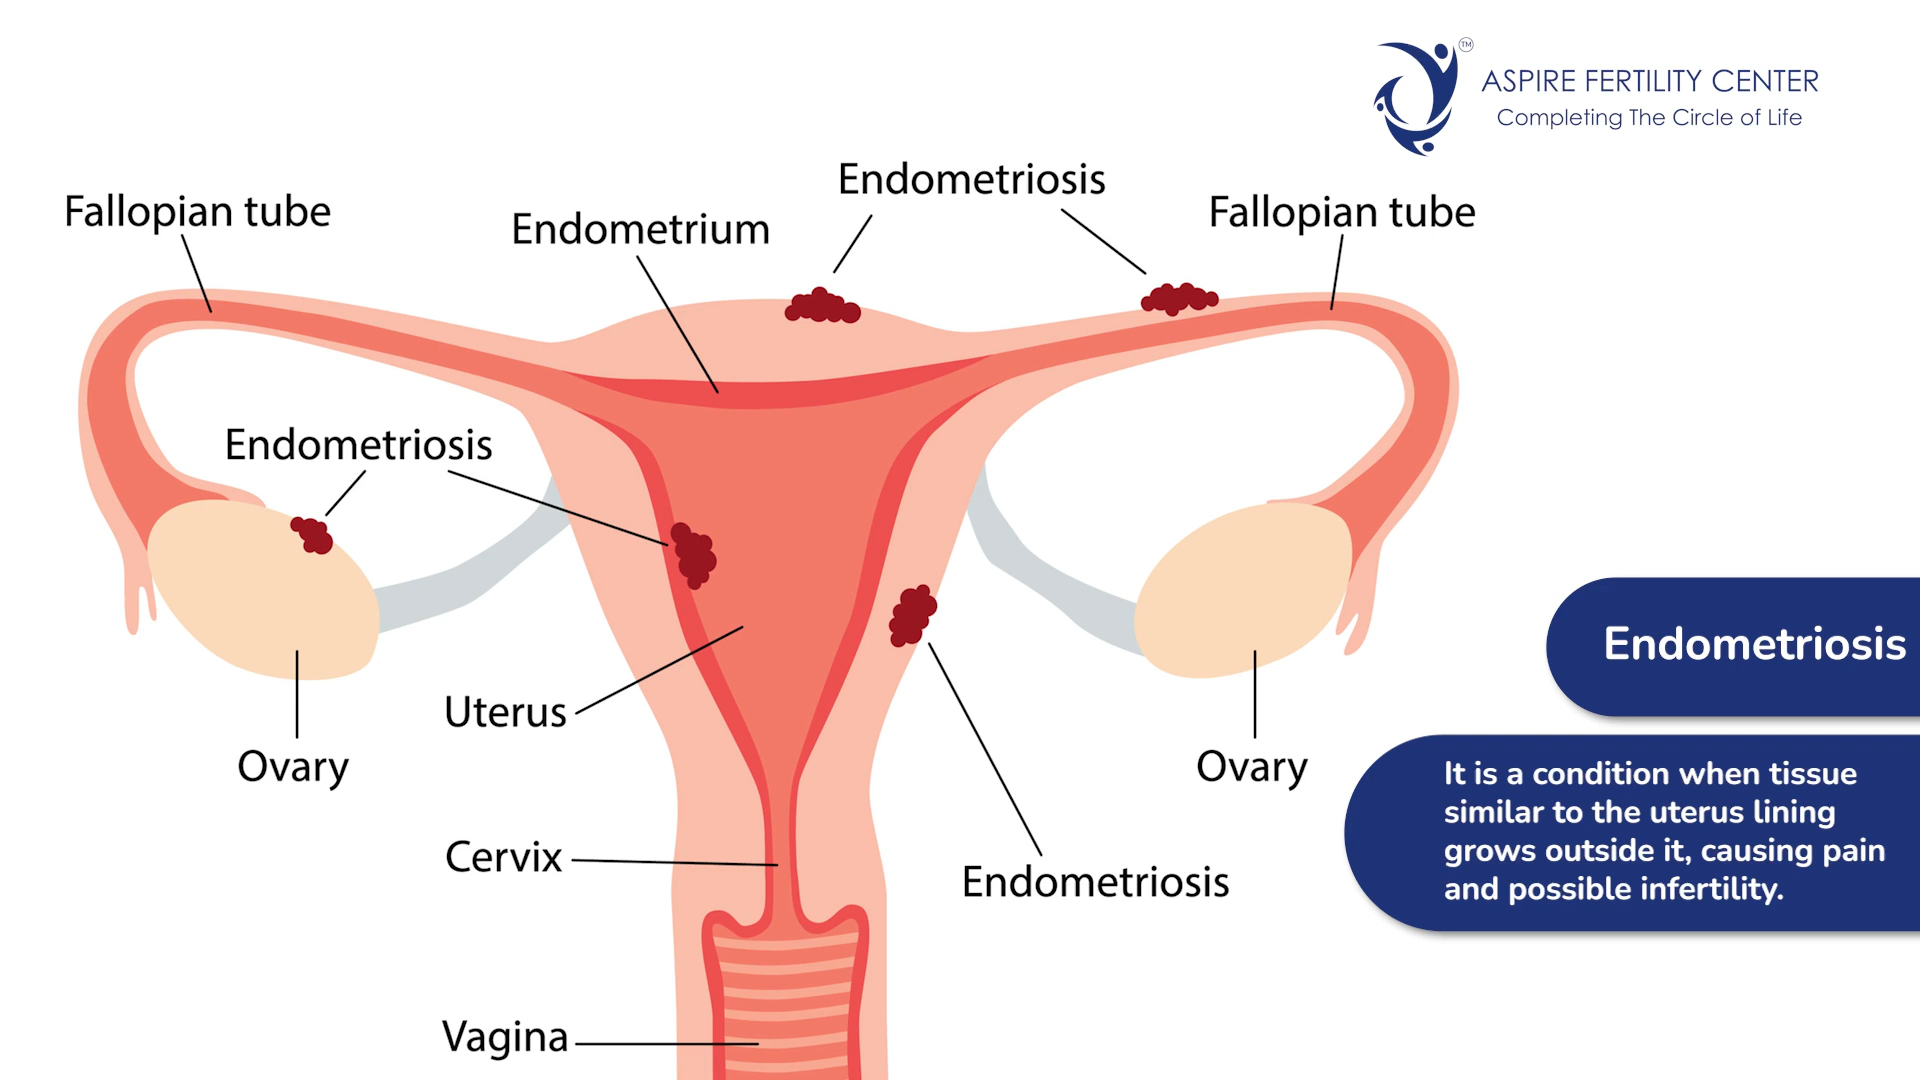 TM
ASPIRE FERTILITY CENTER
Completing The Circle of Life
Endometriosis
Fallopian tube
Endometrium
Fallopian tube
Endometriosis
Uterus
Ovary
Ovary
Cervix
Endometriosis
Vagina
Endometriosis
It is a condition when tissue
similar to the uterus lining
grows outside it, causing pain
and possible infertility.